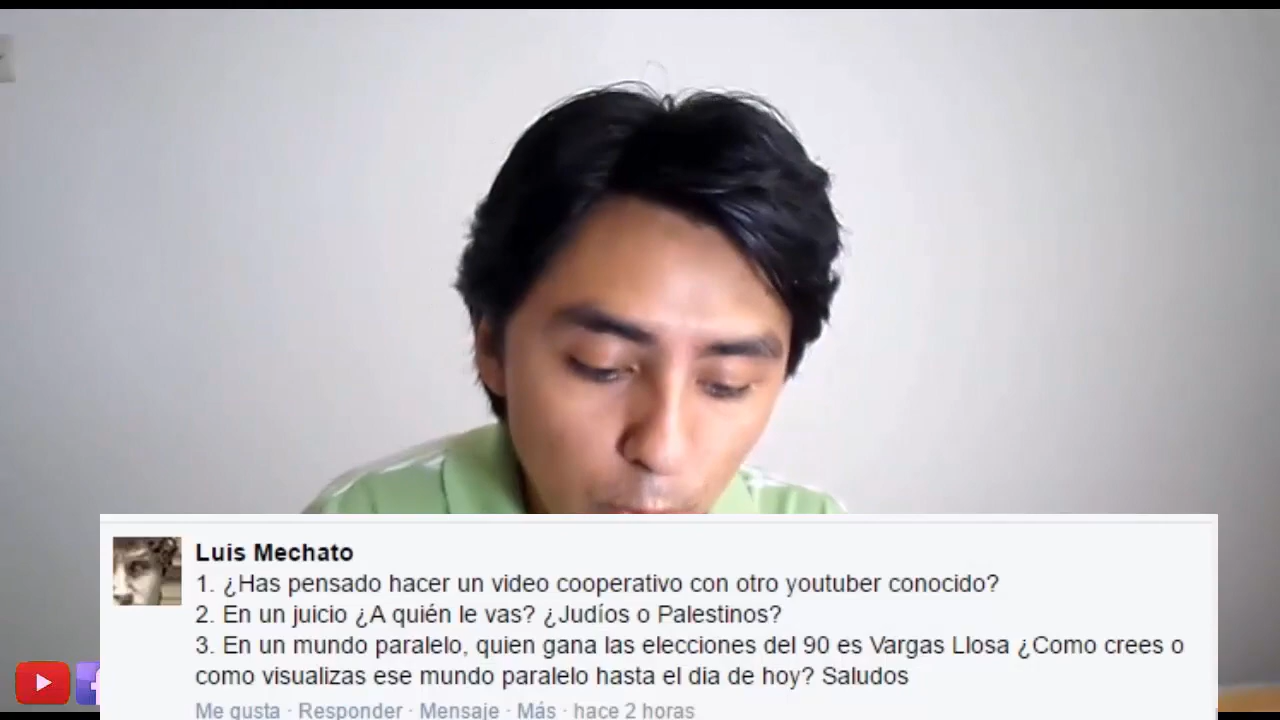 Luis Mechato
1. ¿Has pensado hacer un video cooperativo con otro youtuber conocido?
2. En un juicio ¿A quién le vas? ¿Judíos o Palestinos?
3. En un mundo paralelo, quien gana las elecciones del 90 es Vargas Llosa ¿Como crees o
como visualizas ese mundo paralelo hasta el dia de hoy? Saludos
Me gusta · Responder · Mensaje · Más · hace 2 horas